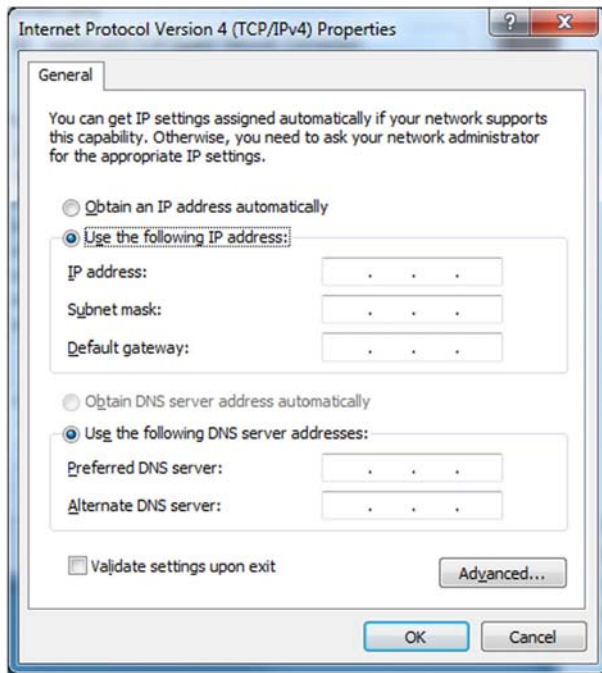 Internet Protocol Version 4 (TCP/IPv4) Properties
General
You can get IP settings assigned automatically if your network supports
this capability. Otherwise, you need to ask your network administrator
for the appropriate IP settings.
Obtain an IP address automatically
Use the following IP address:
IP address: . . .
Subnet mask: . . .
Default gateway: . . .
Obtain DNS server address automatically
Use the following DNS server addresses:
Preferred DNS server: . . .
Alternate DNS server: . . .
Validate settings upon exit
Advanced...
OK Cancel